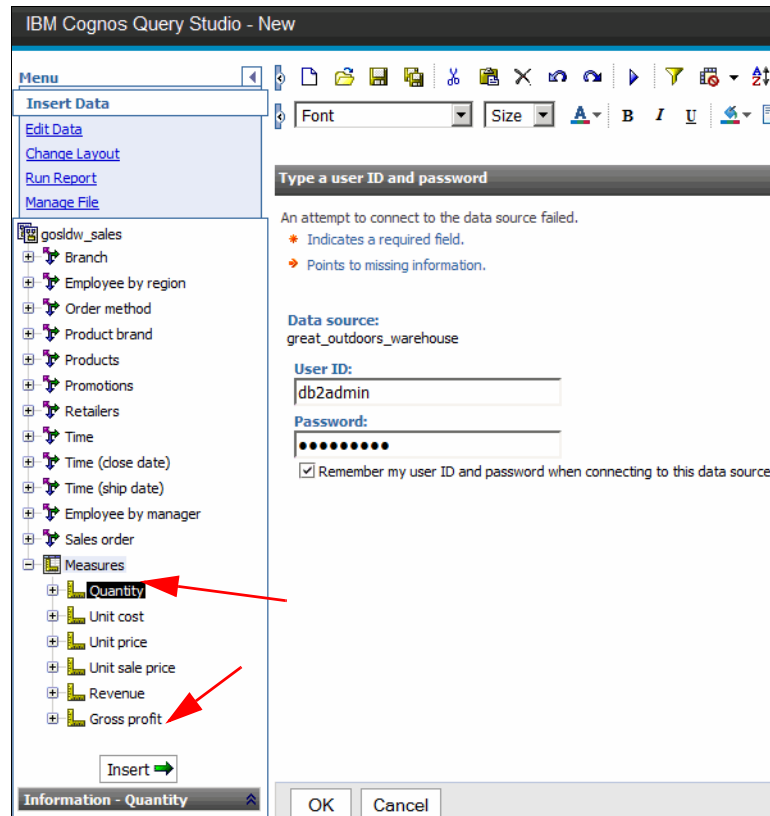 IBM Cognos Query Studio - New
Menu
Insert Data
Edit Data
Change Layout
Run Report
Manage File
Font
Size
A
B I U
Type a user ID and password
An attempt to connect to the data source failed.
Indicates a required field.
Points to missing information.
Data source:
great_outdoors_warehouse
User ID:
db2admin
Password:
•••••••••
Remember my user ID and password when connecting to this data source
OK
Cancel
gosldw_sales
Branch
Employee by region
Order method
Product brand
Products
Promotions
Retailers
Time
Time (close date)
Time (ship date)
Employee by manager
Sales order
Measures
Quantity
Unit cost
Unit price
Unit sale price
Revenue
Gross profit
Insert
Information - Quantity